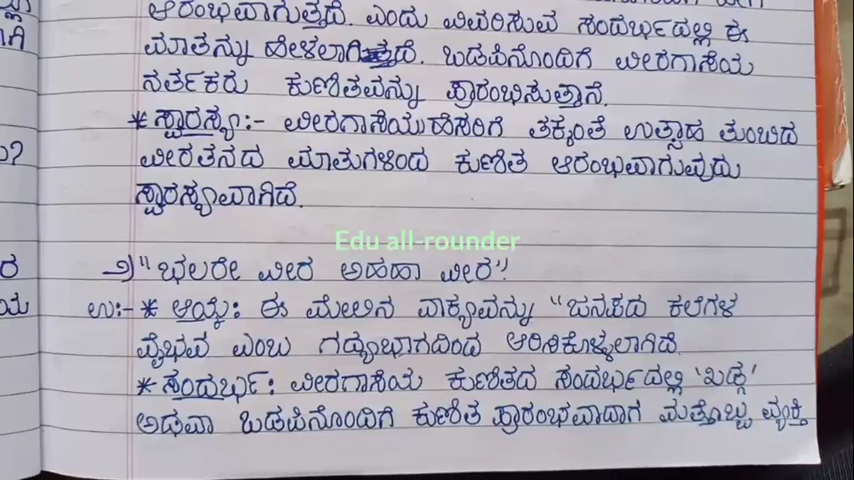 ಆರಂಭವಾಗುತ್ತದೆ. ಎಂದು ವಿವರಿಸುವ ಸಂದರ್ಭದಲ್ಲಿ ಈ
ಮಾತನ್ನು ಹೇಳಲಾಗಿದೆ. ಒಡಪಿನೊಂದಿಗೆ ವೀರಗಾಸೆಯ
ನರ್ತಕರು ಕುಣಿತವನ್ನು ಪ್ರಾರಂಭಿಸುತ್ತಾನೆ.
* ಸ್ವಾರಸ್ಯ:- ವೀರಗಾಸೆಯ ಹೆಸರಿಗೆ ತಕ್ಕಂತೆ ಉತ್ಸಾಹ ತುಂಬಿದ
ವೀರತನದ ಮಾತುಗಳಿಂದ ಕುಣಿತ ಆರಂಭವಾಗುವುದು
ಸ್ವಾರಸ್ಯವಾಗಿದೆ.
Edu all-rounder
೨) "ಭಲರೇ ವೀರ ಅಹಹಾ ವೀರ"!
ಉ:- * ಆಯ್ಕೆ: ಈ ಮೇಲಿನ ವಾಕ್ಯವನ್ನು "ಜನಪದ ಕಲೆಗಳ
ವೈಭವ ಎಂಬ ಗದ್ಯಭಾಗದಿಂದ ಆರಿಸಿಕೊಳ್ಳಲಾಗಿದೆ.
* ಸಂದರ್ಭ: ವೀರಗಾಸೆಯ ಕುಣಿತದ ಸಂದರ್ಭದಲ್ಲಿ 'ಖಡ್ಗ'
ಅಥವಾ ಒಡಪಿನೊಂದಿಗೆ ಕುಣಿತ ಪ್ರಾರಂಭವಾದಾಗ ಮತ್ತೊಬ್ಬ ವ್ಯಕ್ತಿ